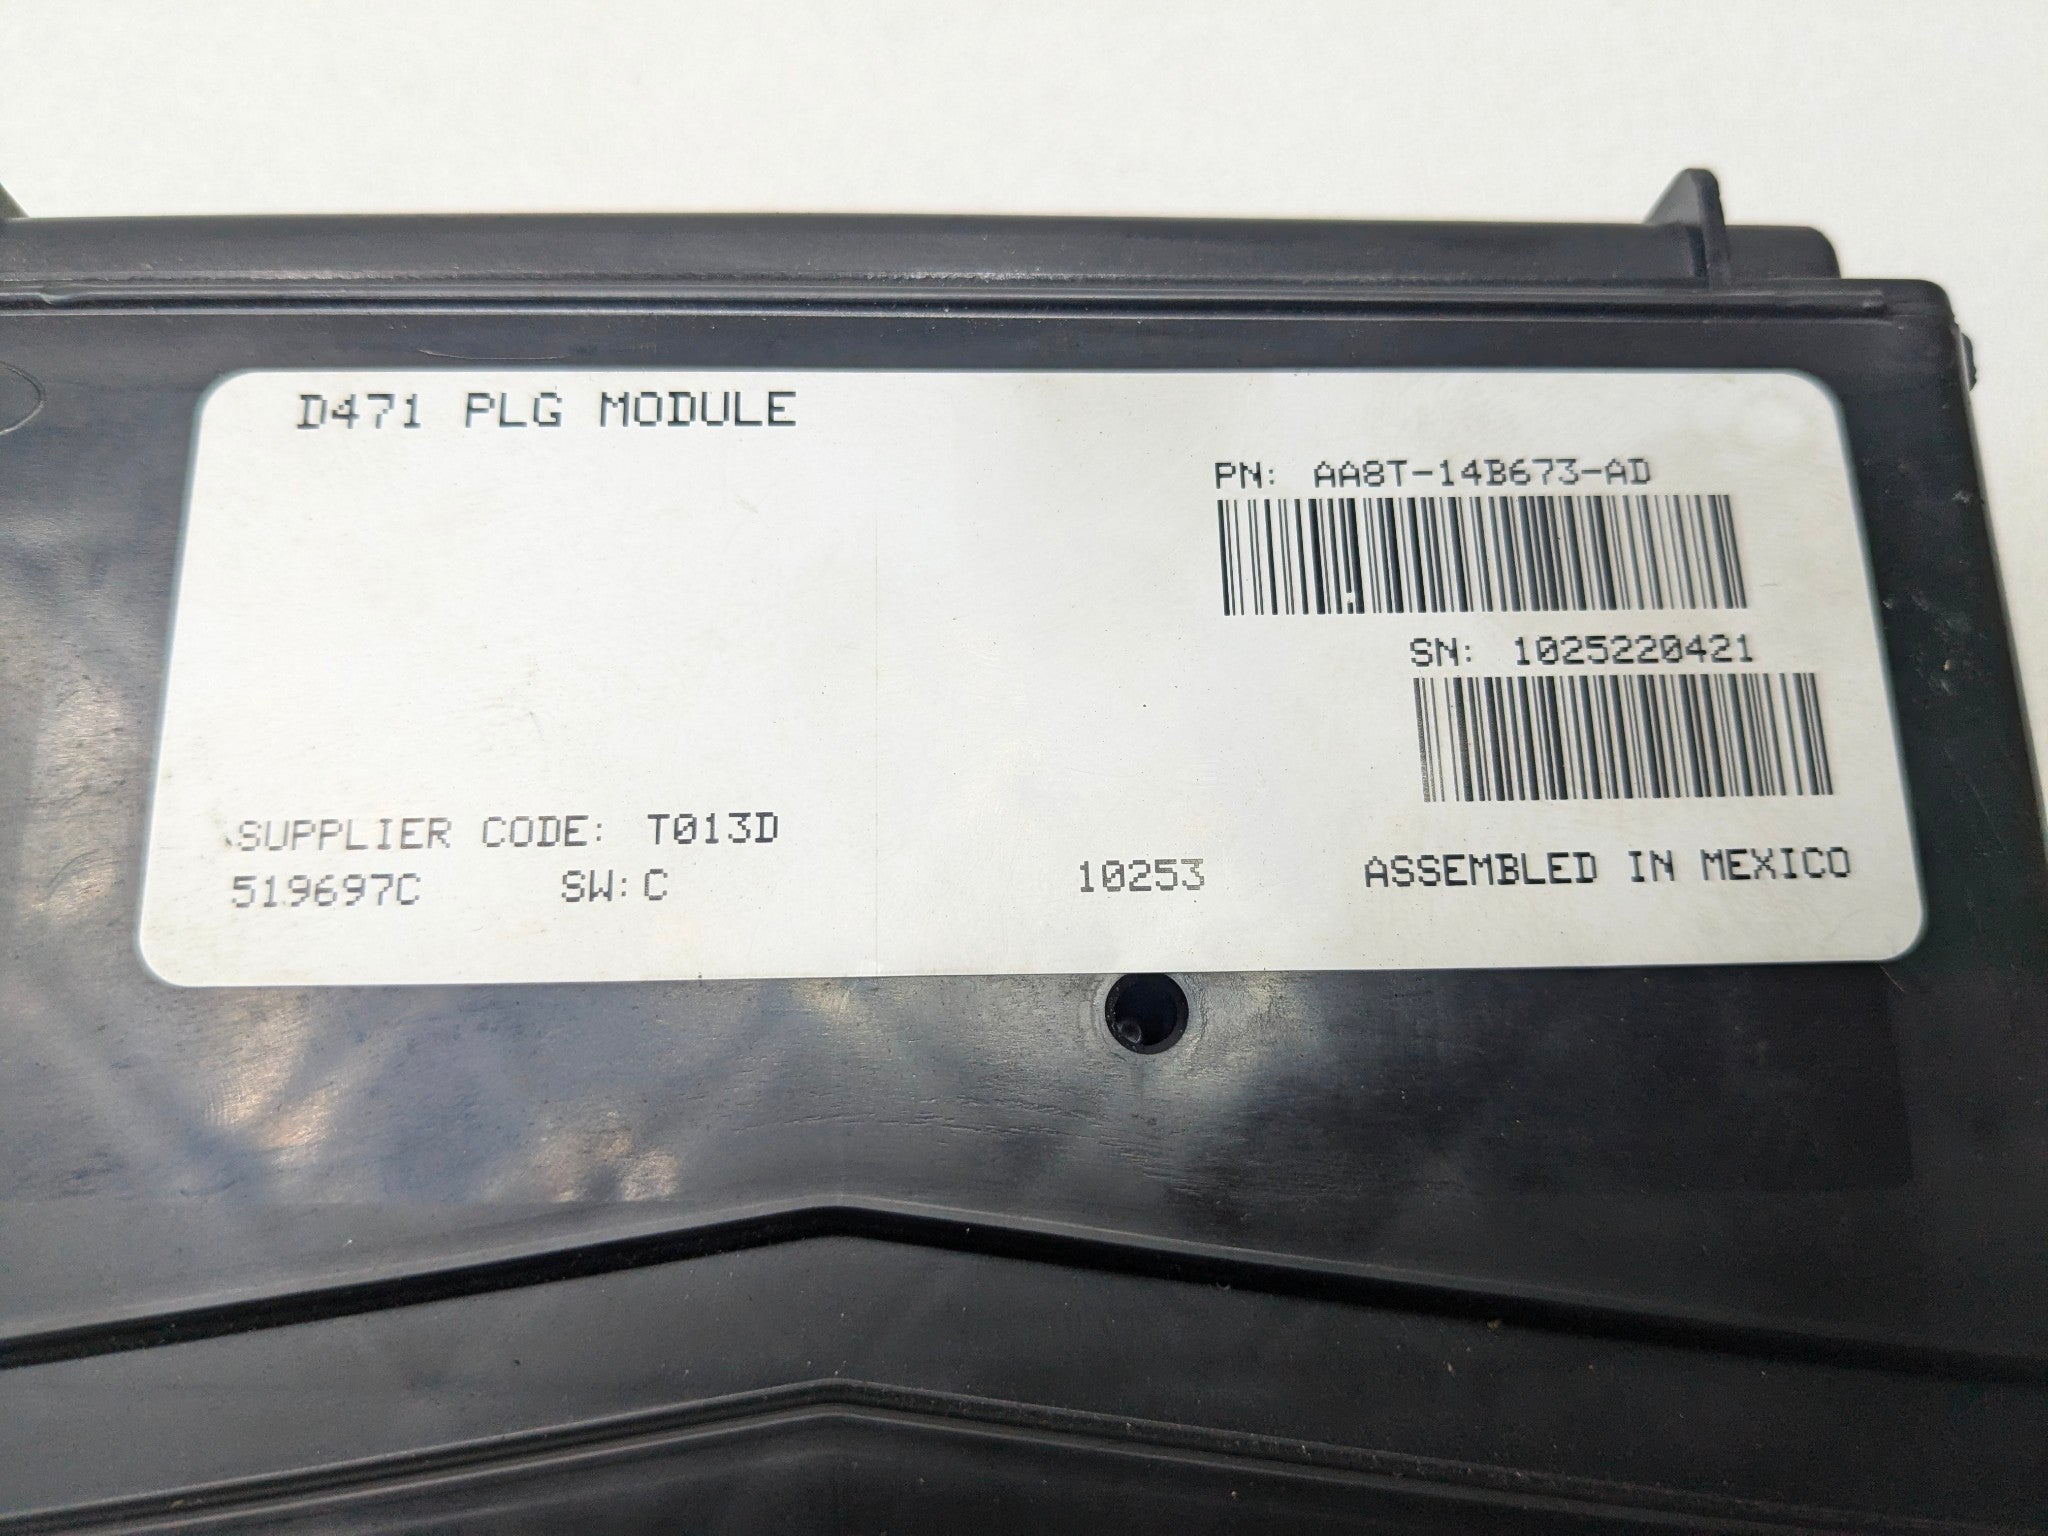 D471 PLG MODULE
PN: AA8T-14B673-AD
SN: 1025220421
SUPPLIER CODE: T013D
519697C SW:C
10253
ASSEMBLED IN MEXICO